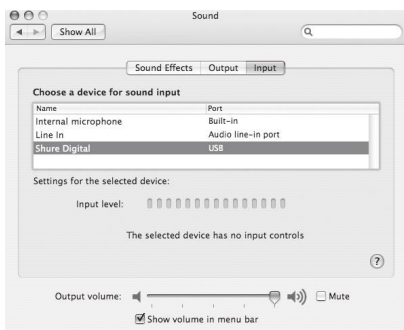 Sound
Show All
Sound Effects Output Input
Choose a device for sound input
Name Port
Internal microphone Built-in
Line In Audio line-in port
Shure Digital USB
Settings for the selected device:
Input level:
The selected device has no input controls
?
Output volume: Mute
Show volume in menu bar